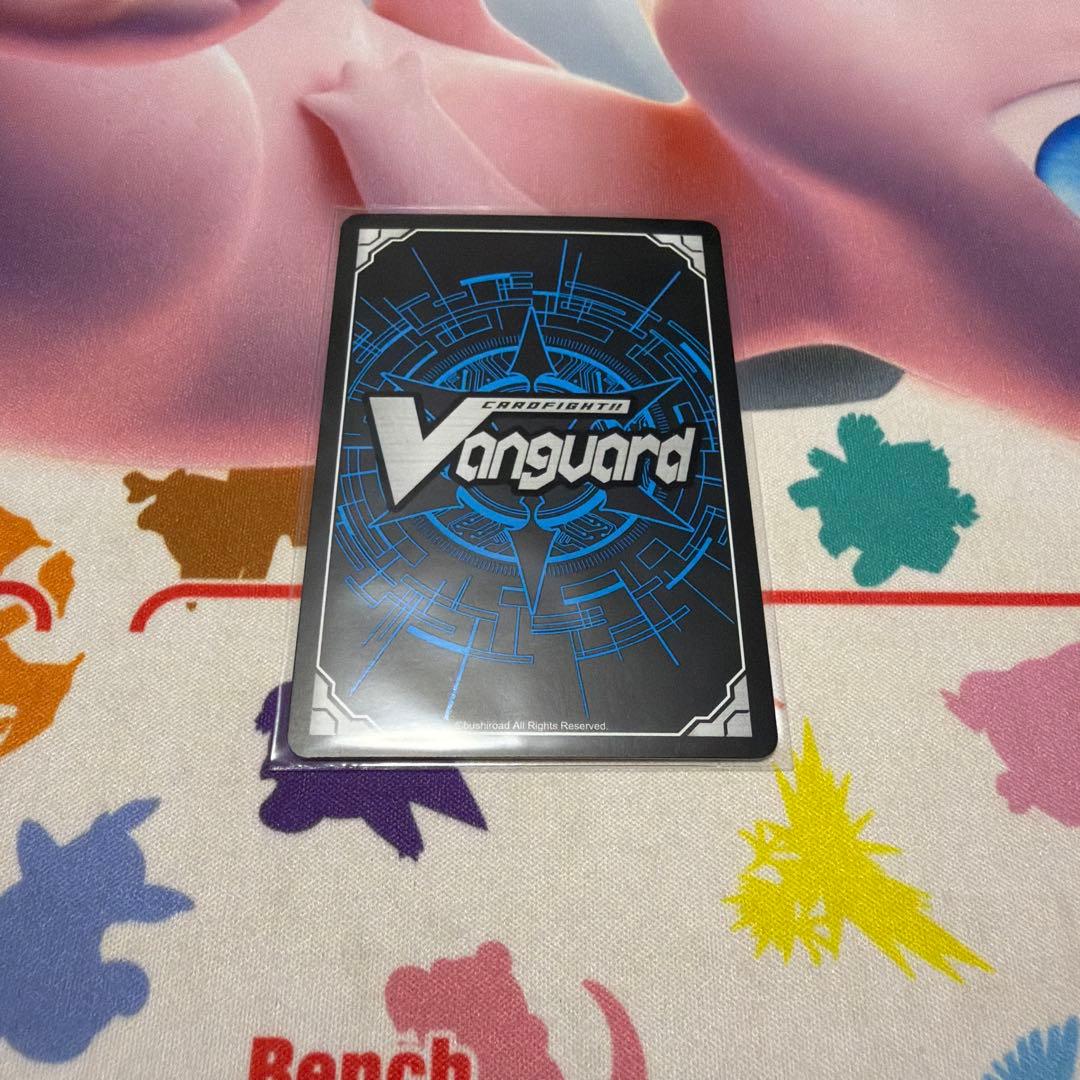 CARDFIGHT!!
Vanguard
©bushiroad All Rights Reserved.
Bench